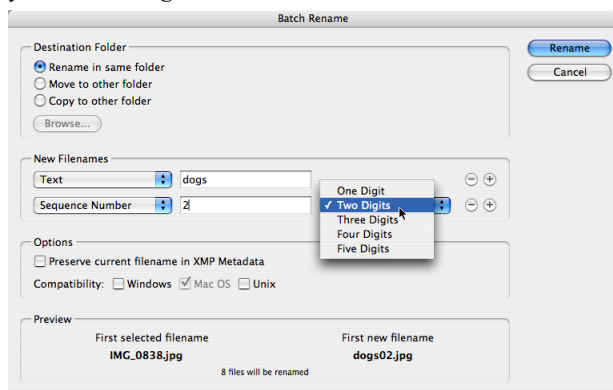 Batch Rename
Destination Folder
Rename in same folder
Move to other folder
Copy to other folder
Browse...
Rename
Cancel
New Filenames
Text dogs
Sequence Number 2
One Digit
✓ Two Digits
Three Digits
Four Digits
Five Digits
Options
Preserve current filename in XMP Metadata
Compatibility: Windows Mac OS Unix
Preview
First selected filename First new filename
IMG_0838.jpg dogs02.jpg
8 files will be renamed